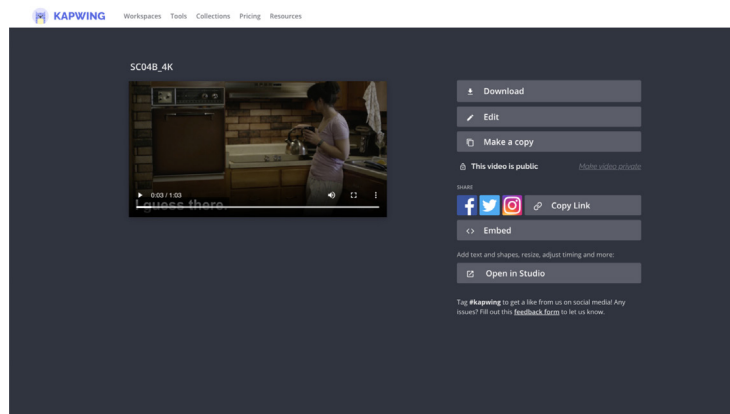 KAPWING
Workspaces Tools Collections Pricing Resources
SC04B_4K
0:03 / 1:03
I guess there.
Download
Edit
Make a copy
This video is public Make video private
SHARE
Copy Link
Embed
Add text and shapes, resize, adjust timing and more:
Open in Studio
Tag #kapwing to get a like from us on social media! Any
issues? Fill out this feedback form to let us know.